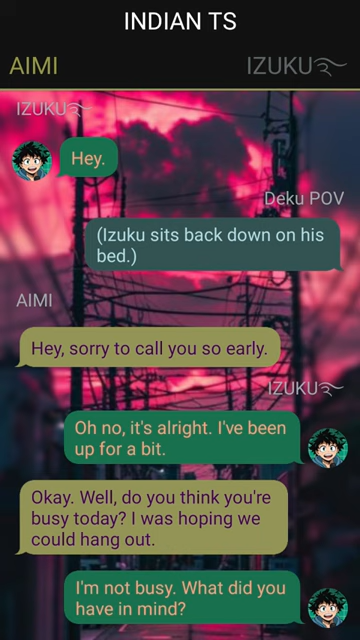 INDIAN TS
AIMI
IZUKU
IZUKU
Hey.
Deku POV
(Izuku sits back down on his
bed.)
AIMI
Hey, sorry to call you so early.
IZUKU
Oh no, it's alright. I've been
up for a bit.
Okay. Well, do you think you're
busy today? I was hoping we
could hang out.
I'm not busy. What did you
have in mind?